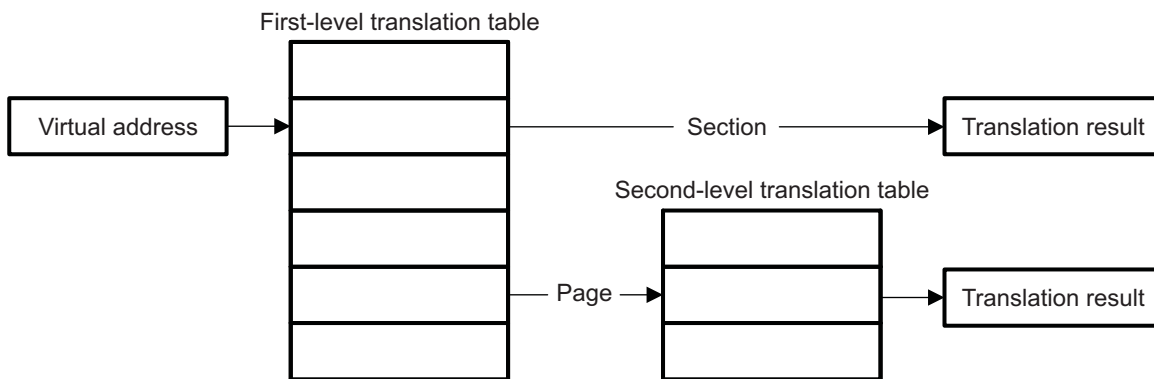 First-level translation table
Virtual address
Section
Translation result
Second-level translation table
Page
Translation result